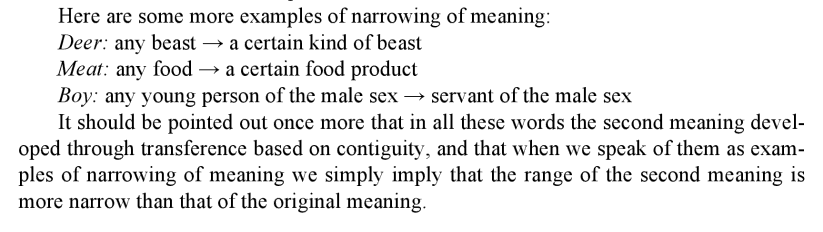 Here are some more examples of narrowing of meaning:
Deer: any beast → a certain kind of beast
Meat: any food → a certain food product
Boy: any young person of the male sex → servant of the male sex
It should be pointed out once more that in all these words the second meaning devel-
oped through transference based on contiguity, and that when we speak of them as exam-
ples of narrowing of meaning we simply imply that the range of the second meaning is
more narrow than that of the original meaning.